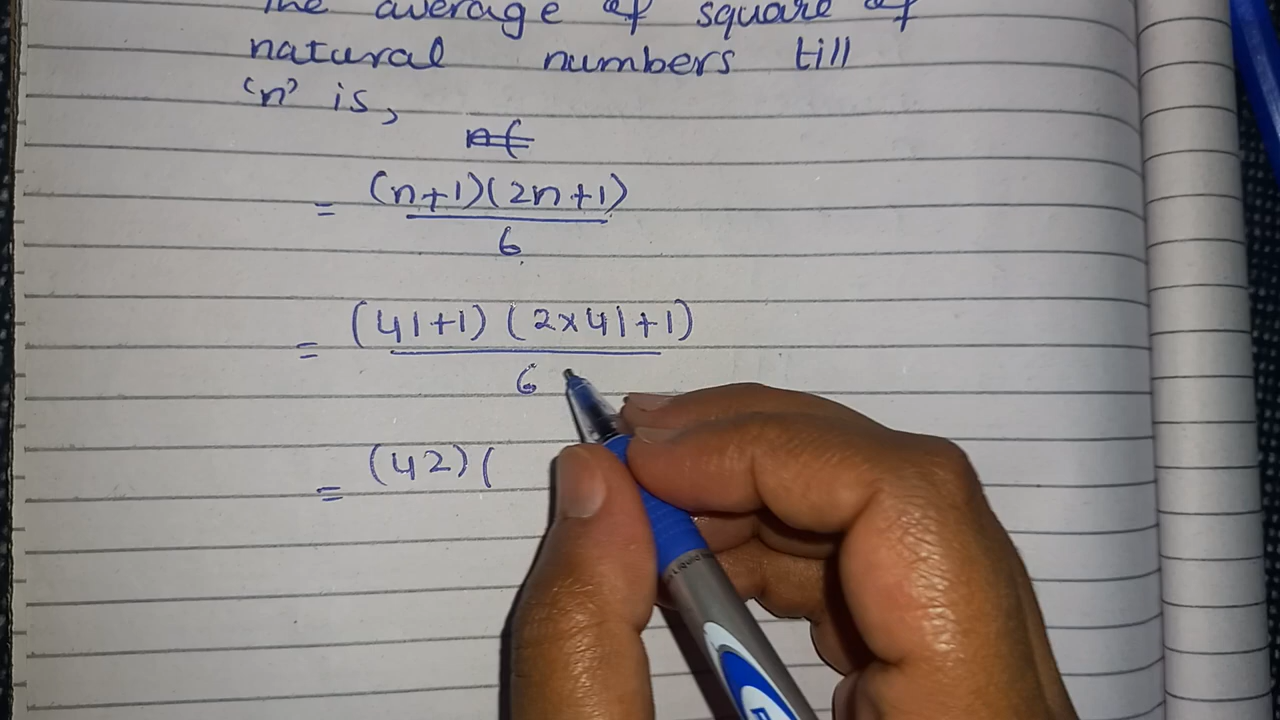 The average of square of
natural numbers till
'n' is,
= (n+1)(2n+1)
6
= (41+1) (2×41+1)
6
= (42)(